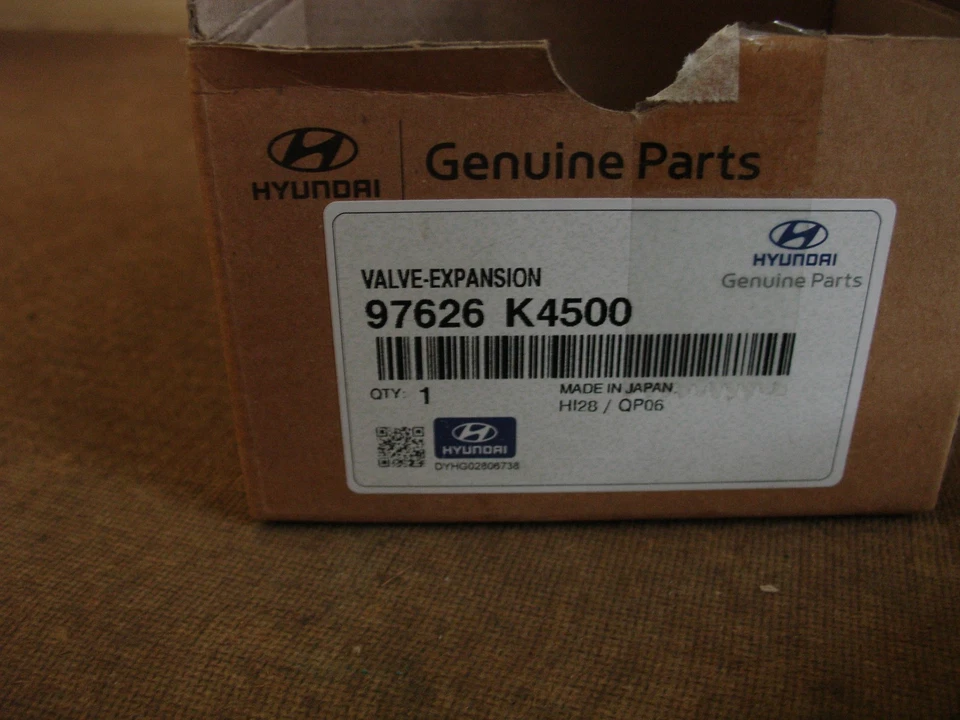 HYUNDAI
Genuine Parts
HYUNDAI
Genuine Parts
VALVE-EXPANSION
97626 K4500
QTY: 1
MADE IN JAPAN
HI28 / QP06
HYUNDAI
DYHG02806738